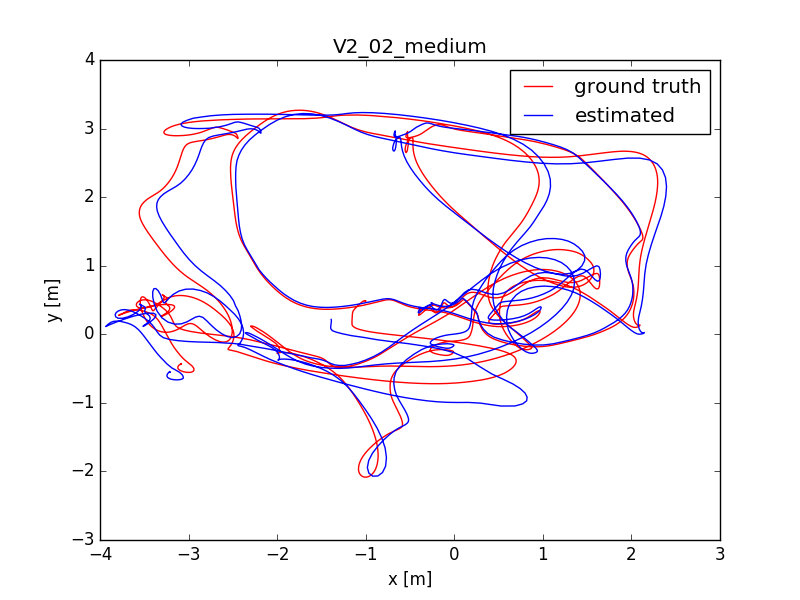 V2_02_medium
ground truth
estimated
4
3
2
1
0
−1
−2
−3
y [m]
−4 −3 −2 −1 0 1 2 3
x [m]